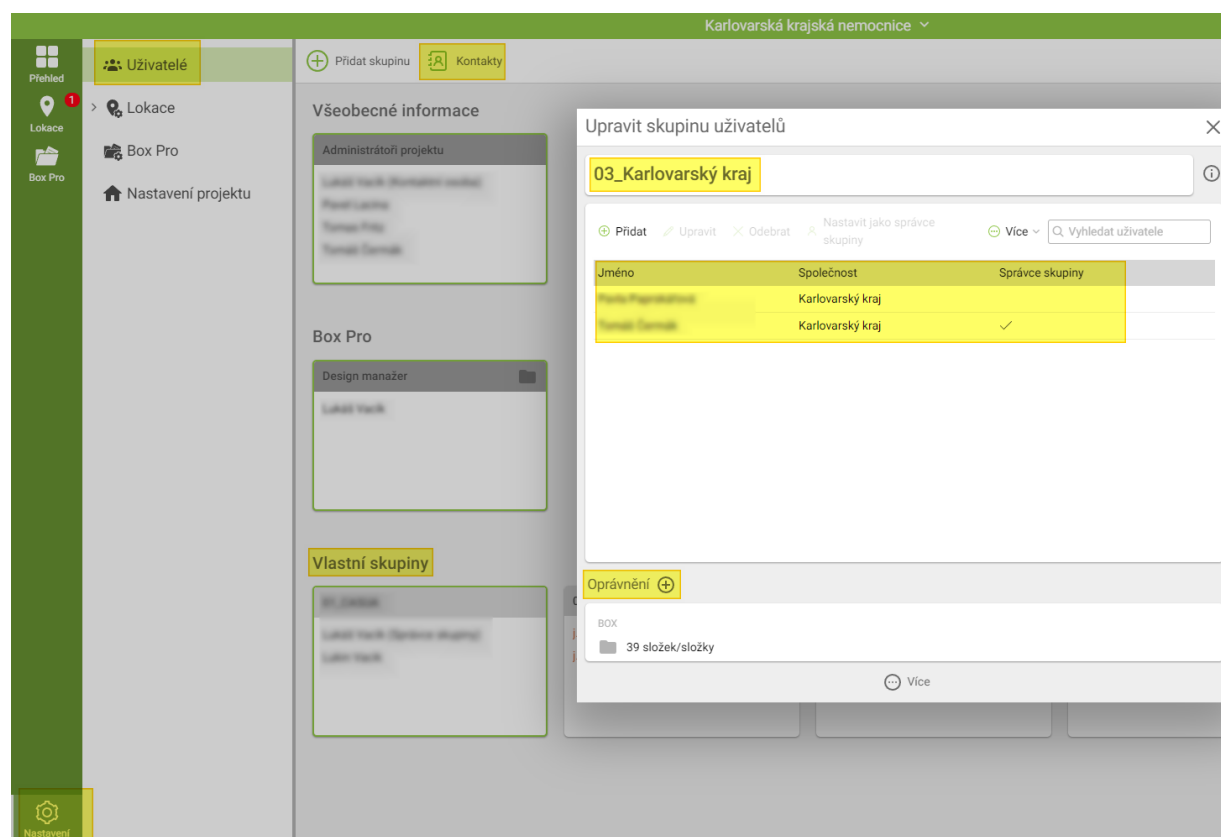 Karlovarská krajská nemocnice
Přehled
1
Lokace
Box Pro
Nastavení
Uživatelé
Lokace
Box Pro
Nastavení projektu
Přidat skupinu
Kontakty
Všeobecné informace
Administrátoři projektu
Box Pro
Design manažer
Vlastní skupiny
Upravit skupinu uživatelů
03_Karlovarský kraj
Přidat Upravit Odebrat Nastavit jako správce
skupiny
Více Vyhledat uživatele
Jméno Společnost Správce skupiny
Karlovarský kraj
Karlovarský kraj
Oprávnění
BOX
39 složek/složky
Více